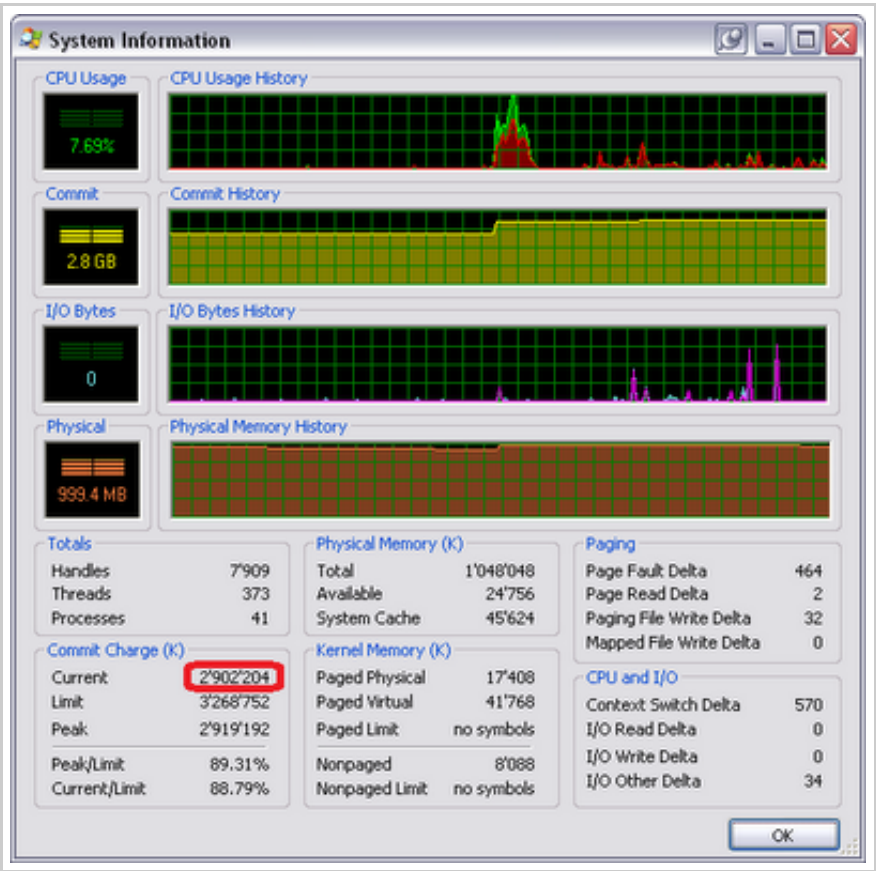 System Information
CPU Usage CPU Usage History
7.69%
Commit Commit History
2.8 GB
I/O Bytes I/O Bytes History
0
Physical Physical Memory History
999.4 MB
Totals
Handles 7'909
Threads 373
Processes 41
Commit Charge (K)
Current 2'902'204
Limit 3'268'752
Peak 2'919'192
Peak/Limit 89.31%
Current/Limit 88.79%
Physical Memory (K)
Total 1'048'048
Available 24'756
System Cache 45'624
Kernel Memory (K)
Paged Physical 17'408
Paged Virtual 41'768
Paged Limit no symbols
Nonpaged 8'088
Nonpaged Limit no symbols
Paging
Page Fault Delta 464
Page Read Delta 2
Paging File Write Delta 32
Mapped File Write Delta 0
CPU and I/O
Context Switch Delta 570
I/O Read Delta 0
I/O Write Delta 0
I/O Other Delta 34
OK